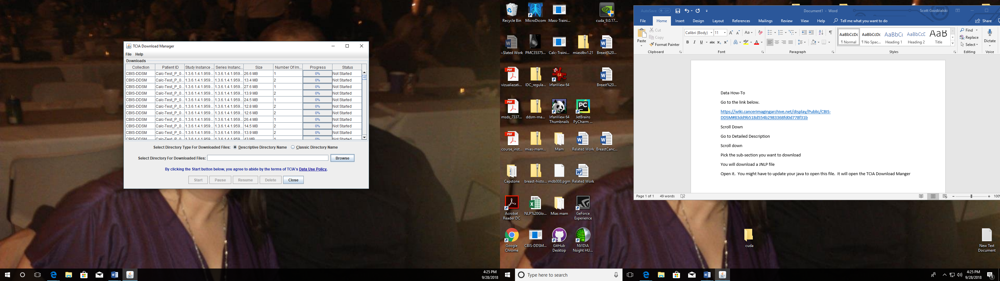 TCIA Download Manager
File Help
Downloads
Collection Patient ID Study Instance ... Series Instanc... Size Number Of Im... Progress Status
CBIS-DDSM Calc-Test_P_0... 1.3.6.1.4.1.959... 1.3.6.1.4.1.959... 26.6 MB 1 0% Not Started
CBIS-DDSM Calc-Test_P_0... 1.3.6.1.4.1.959... 1.3.6.1.4.1.959... 13.4 MB 2 0% Not Started
CBIS-DDSM Calc-Test_P_0... 1.3.6.1.4.1.959... 1.3.6.1.4.1.959... 27.6 MB 1 0% Not Started
CBIS-DDSM Calc-Test_P_0... 1.3.6.1.4.1.959... 1.3.6.1.4.1.959... 13.9 MB 2 0% Not Started
CBIS-DDSM Calc-Test_P_0... 1.3.6.1.4.1.959... 1.3.6.1.4.1.959... 24.5 MB 1 0% Not Started
CBIS-DDSM Calc-Test_P_0... 1.3.6.1.4.1.959... 1.3.6.1.4.1.959... 12.8 MB 2 0% Not Started
CBIS-DDSM Calc-Test_P_0... 1.3.6.1.4.1.959... 1.3.6.1.4.1.959... 12.6 MB 2 0% Not Started
CBIS-DDSM Calc-Test_P_0... 1.3.6.1.4.1.959... 1.3.6.1.4.1.959... 26.4 MB 1 0% Not Started
CBIS-DDSM Calc-Test_P_0... 1.3.6.1.4.1.959... 1.3.6.1.4.1.959... 14.5 MB 2 0% Not Started
CBIS-DDSM Calc-Test_P_0... 1.3.6.1.4.1.959... 1.3.6.1.4.1.959... 13.9 MB 2 0% Not Started
CBIS-DDSM Calc-Test_P_0... 1.3.6.1.4.1.959... 1.3.6.1.4.1.959... 43 MB 1 0% Not Started
Select Directory Type For Downloaded Files: Descriptive Directory Name Classic Directory Name
Select Directory For Downloaded Files: Browse
By clicking the Start button below, you agree to abide by the terms of TCIA's Data Use Policy.
Start Pause Resume Delete Close
4:25 PM
9/28/2018
Recycle Bin MicroDicom Mass-Traini... cuda_9.0.17...
~$lated Work PMC35375... Calc-Traini... miasdbv1.21 Breast%20...
PDF 64
vizualiazati... IDC_regula... IrfanView 64 Breast%20...
PDF PC
msds_7337... ddsm-ma... IrfanView 64 Thumbnails JetBrains PyCharm ...
PDF
course_inst... mias-mam... Mam Related Work BreastCanc...
Capstone breast-histo... mdb008.pgm Related Work
Acrobat Reader DC NLP%20Glo... Mias mam GeForce Experience
Google Chrome CBIS-DDSM... GitHub Desktop NVIDIA Nsight HU...
AutoSave Off Document1 - Word Scott Gozdzialski
File Home Insert Design Layout References Mailings Review View Help Tell me what you want to do Share
Paste Cut Copy Format Painter
Calibri (Body) 11 Aa
B I U abc x₂ x² A ab A
AaBbCcDc AaBbCcDc AaBbCc AaBbCcE AaB
¶ Normal ¶ No Spac... Heading 1 Heading 2 Title
Find Replace Select Dictate
Clipboard Font Paragraph Styles Editing Voice
Data How-To
Go to the link below.
https://wiki.cancerimagingarchive.net/display/Public/CBIS-
DDSM#83dd9b518d554b2983368fd0d778f31b
Scroll Down
Go to Detailed Description
Scroll down
Pick the sub-section you want to download
You will download a JNLP file
Open it. You might have to update your java to open this file. It will open the TCIA Download Manger
Page 1 of 1 49 words
cuda
New Text Document
Type here to search
4:25 PM
9/28/2018
1